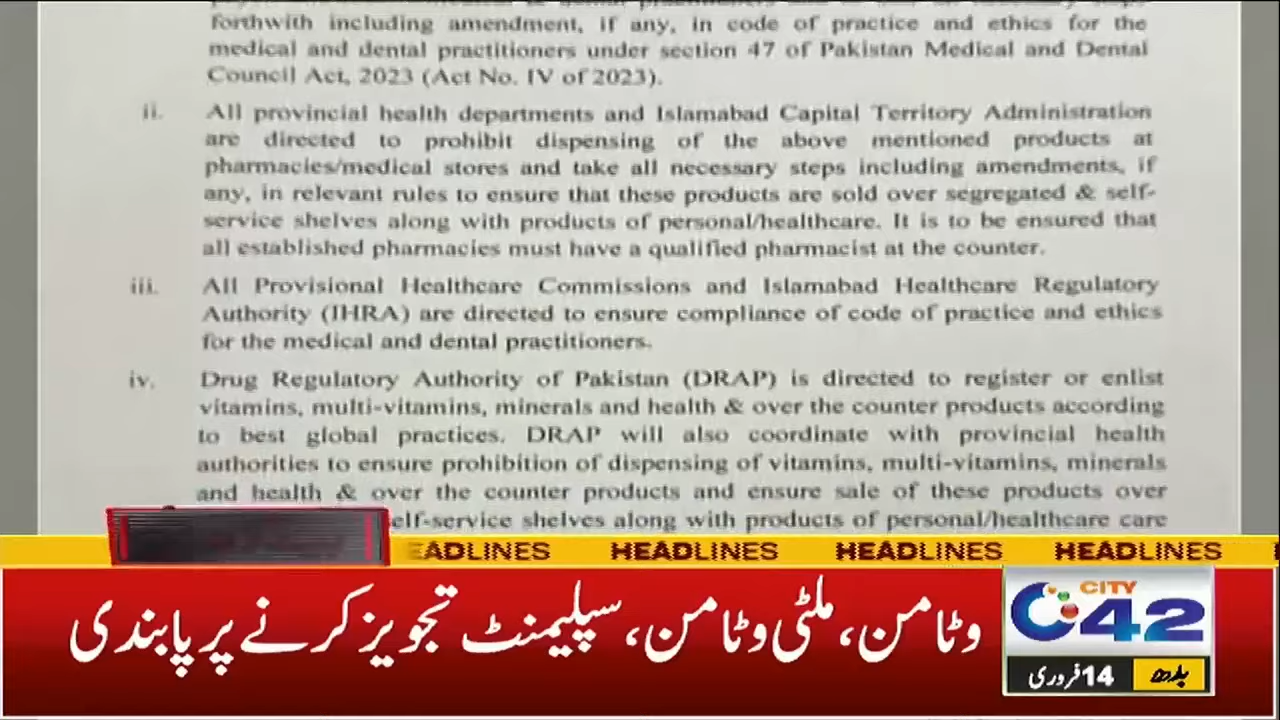 forthwith including amendment, if any, in code of practice and ethics for the
medical and dental practitioners under section 47 of Pakistan Medical and Dental
Council Act, 2023 (Act No. IV of 2023).
ii. All provincial health departments and Islamabad Capital Territory Administration
are directed to prohibit dispensing of the above mentioned products at
pharmacies/medical stores and take all necessary steps including amendments, if
any, in relevant rules to ensure that these products are sold over segregated & self-
service shelves along with products of personal/healthcare. It is to be ensured that
all established pharmacies must have a qualified pharmacist at the counter.
iii. All Provisional Healthcare Commissions and Islamabad Healthcare Regulatory
Authority (IHRA) are directed to ensure compliance of code of practice and ethics
for the medical and dental practitioners.
iv. Drug Regulatory Authority of Pakistan (DRAP) is directed to register or enlist
vitamins, multi-vitamins, minerals and health & over the counter products according
to best global practices. DRAP will also coordinate with provincial health
authorities to ensure prohibition of dispensing of vitamins, multi-vitamins, minerals
and health & over the counter products and ensure sale of these products over
elf-service shelves along with products of personal/healthcare care
EADLINES HEADLINES HEADLINES HEADLINES
وٹامن، ملٹی وٹامن، سپلیمنٹ تجویز کرنے پر پابندی
CITY
42
بدھ 14 فروری